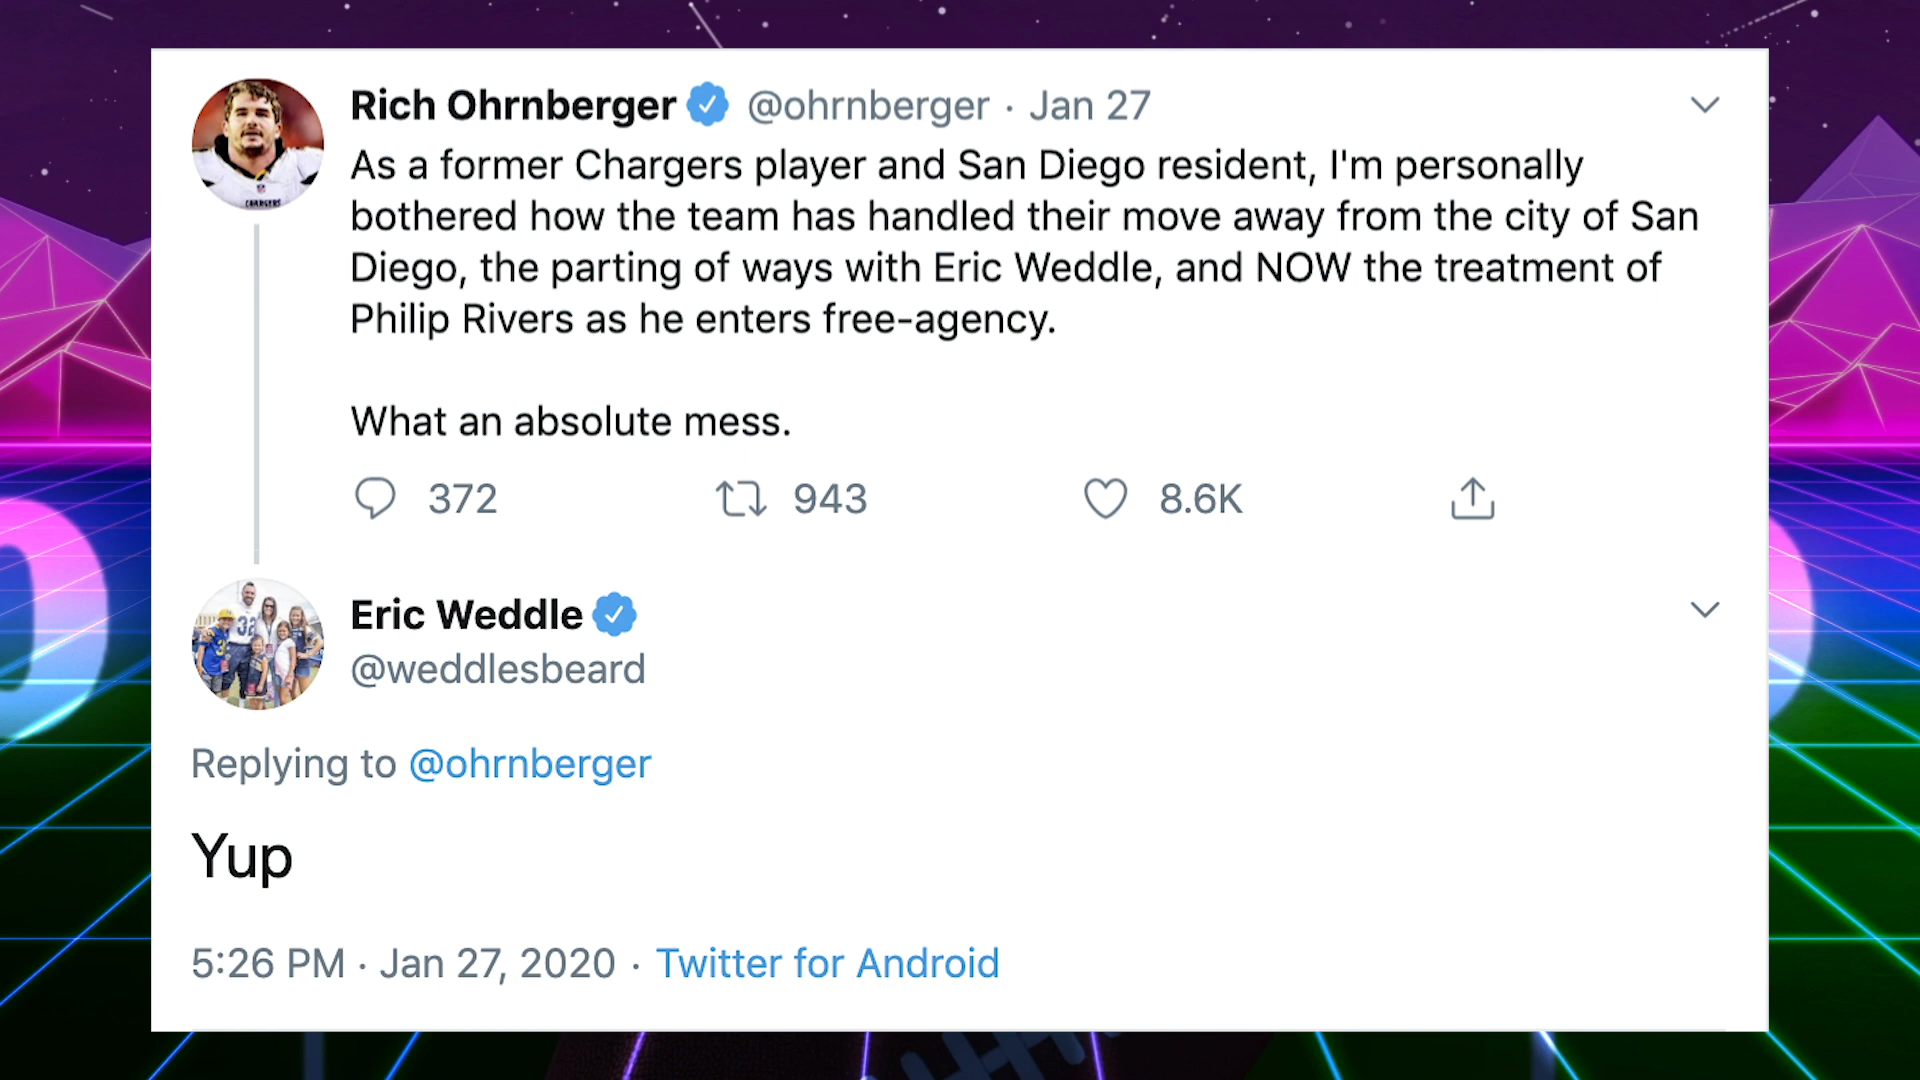 Rich Ohrnberger @ohrnberger · Jan 27
As a former Chargers player and San Diego resident, I'm personally
bothered how the team has handled their move away from the city of San
Diego, the parting of ways with Eric Weddle, and NOW the treatment of
Philip Rivers as he enters free-agency.
What an absolute mess.
372 943 8.6K
CHARGERS
Eric Weddle
@weddlesbeard
32
Replying to @ohrnberger
Yup
5:26 PM · Jan 27, 2020 · Twitter for Android